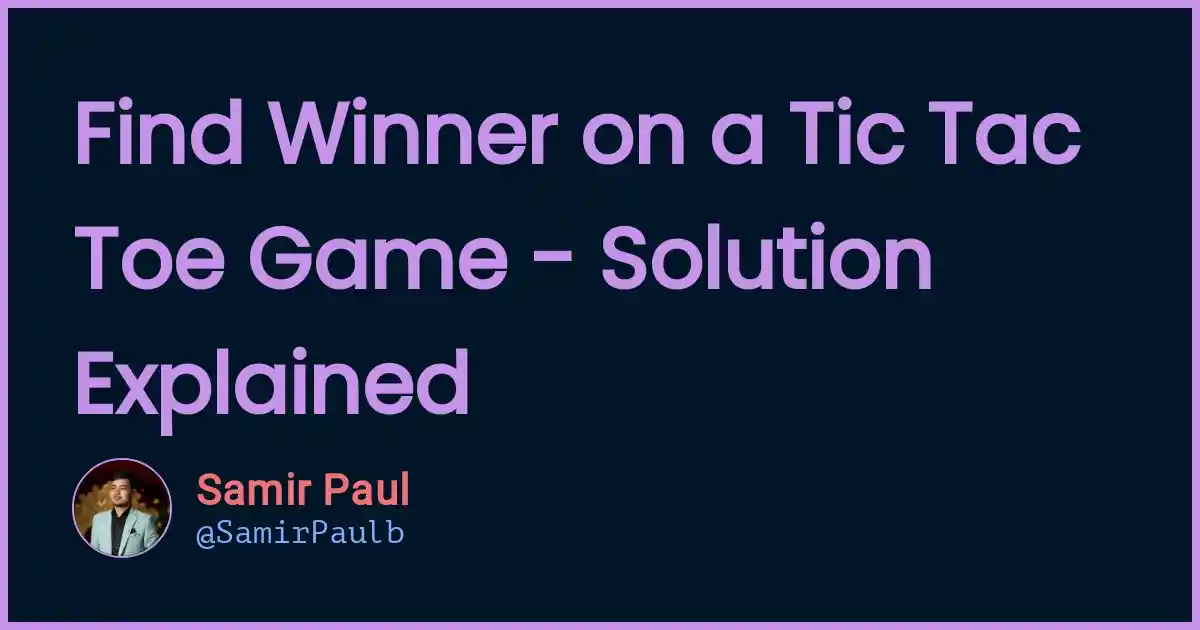 Find Winner on a Tic Tac
Toe Game - Solution
Explained
Samir Paul
@SamirPaulb